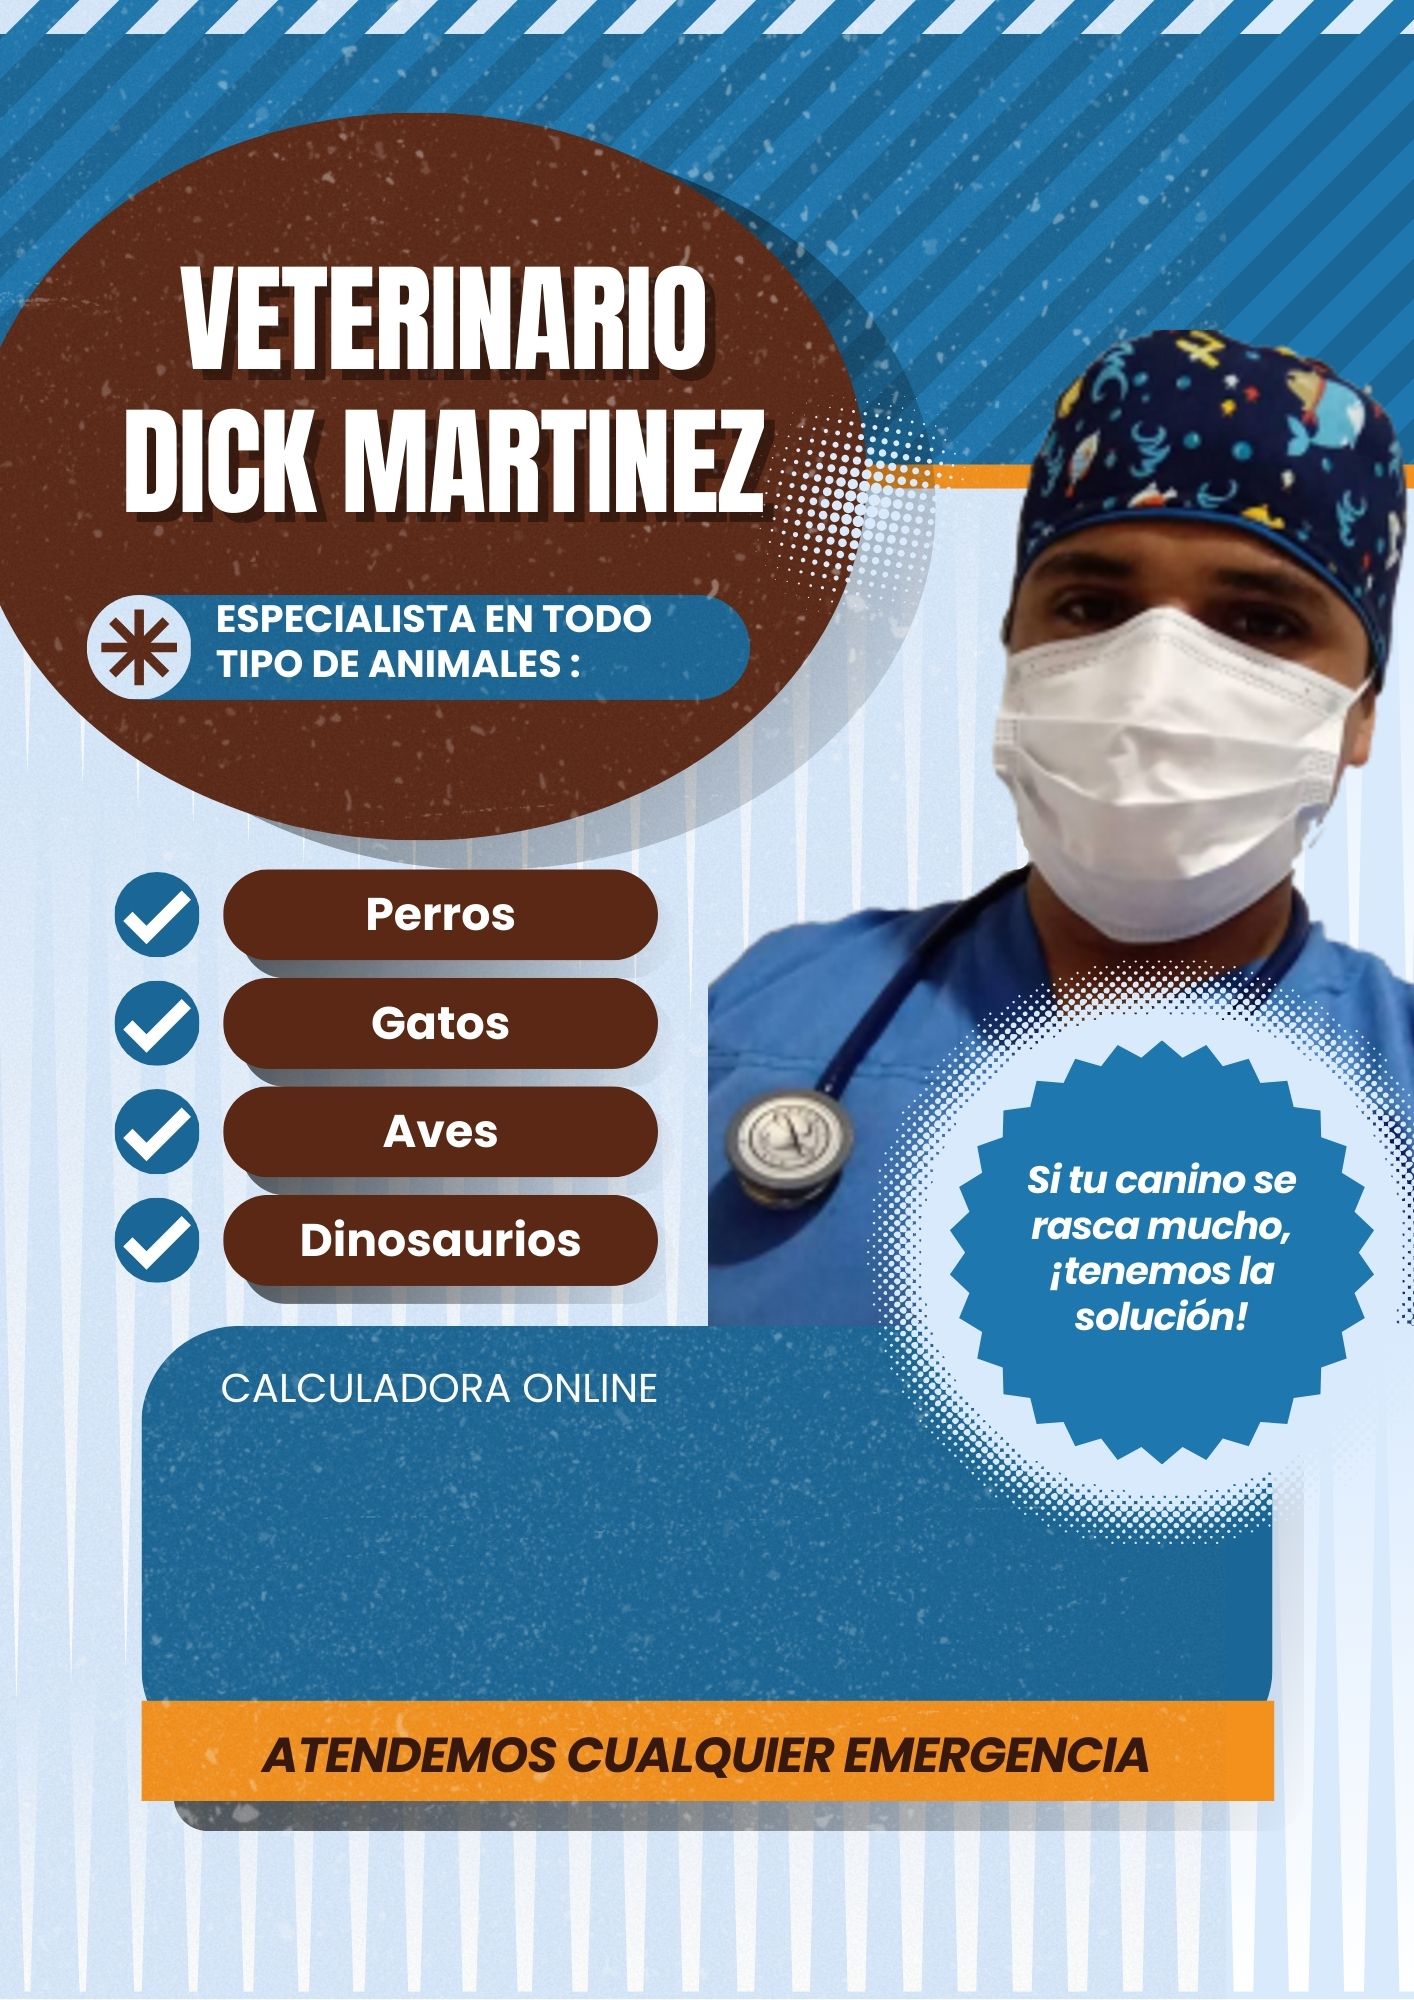 VETERINARIO
DICK MARTINEZ
ESPECIALISTA EN TODO
TIPO DE ANIMALES :
Perros
Gatos
Aves
Dinosaurios
Si tu canino se
rasca mucho,
¡tenemos la
solución!
CALCULADORA ONLINE
ATENDEMOS CUALQUIER EMERGENCIA